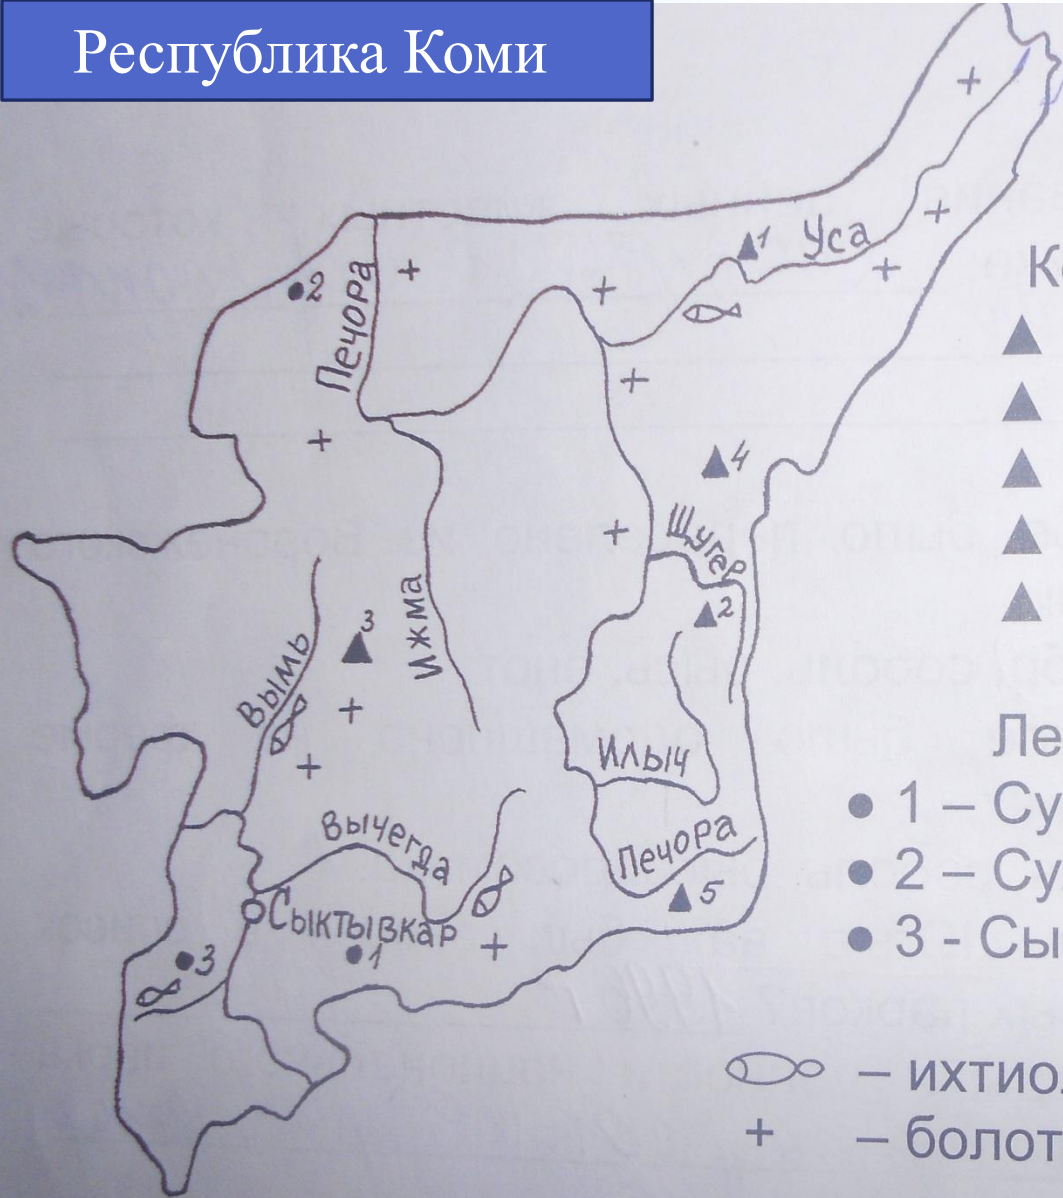 Республика Коми
1
Уса
2
Печора
К
4
Щугер
2
Ижма
3
Вымь
Илыч
Ле
1 – Су
Вычегда
Печора
2 – Су
5
Сыктывкар
3 - Сы
1
3
– ихтио
+ – болот